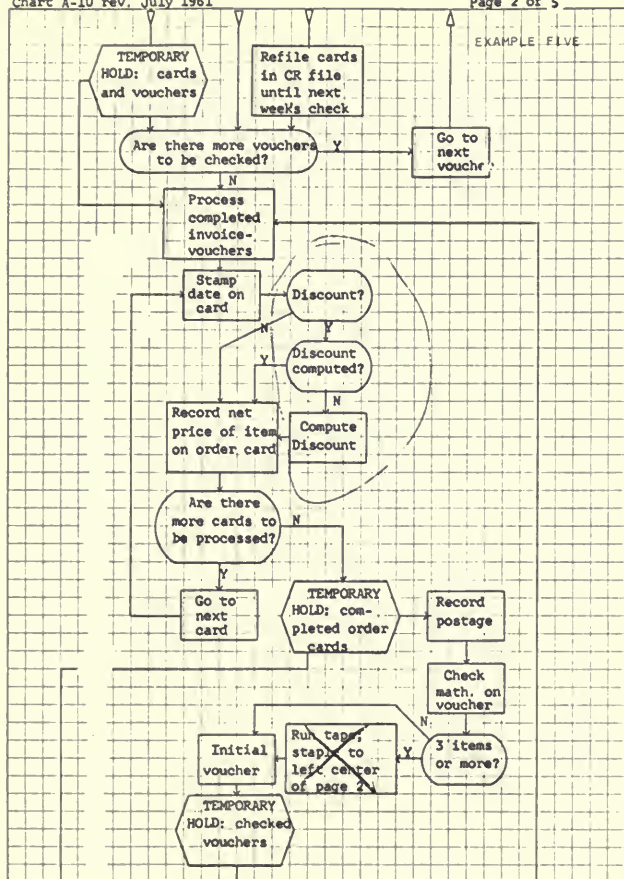 Chart A-10 rev. July 1961
Page 2 of 5
EXAMPLE FIVE
TEMPORARY
HOLD: cards
and vouchers
Refile cards
in CR file
until next
weeks check
Are there more vouchers
to be checked?
Y
Go to
next
voucher
N
Process
completed
invoice-
vouchers
Stamp
date on
card
Discount?
N
Y
Discount
computed?
Y
N
Record net
price of item
on order card
Compute
Discount
Are there
more cards to
be processed?
N
Y
Go to
next
card
TEMPORARY
HOLD: com-
pleted order
cards
Record
postage
Check
math. on
voucher
N
3 items
or more?
Y
Run tape;
staple to
left center
of page 2
Initial
voucher
TEMPORARY
HOLD: checked
vouchers